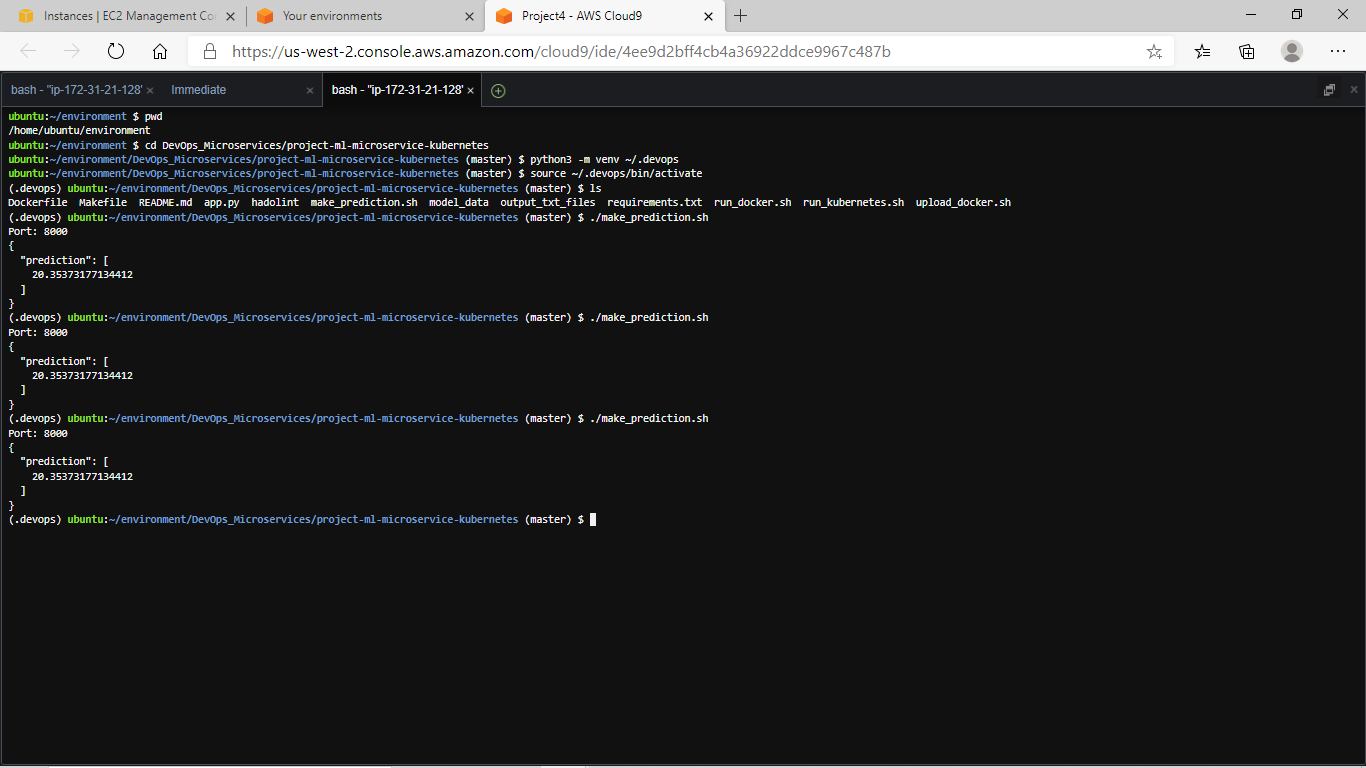 Instances | EC2 Management Co
Your environments
Project4 - AWS Cloud9
https://us-west-2.console.aws.amazon.com/cloud9/ide/4ee9d2bff4cb4a36922ddce9967c487b
bash - "ip-172-31-21-128"
Immediate
bash - "ip-172-31-21-128"
ubuntu:~/environment $ pwd
/home/ubuntu/environment
ubuntu:~/environment $ cd DevOps_Microservices/project-ml-microservice-kubernetes
ubuntu:~/environment/DevOps_Microservices/project-ml-microservice-kubernetes (master) $ python3 -m venv ~/.devops
ubuntu:~/environment/DevOps_Microservices/project-ml-microservice-kubernetes (master) $ source ~/.devops/bin/activate
(.devops) ubuntu:~/environment/DevOps_Microservices/project-ml-microservice-kubernetes (master) $ ls
Dockerfile  Makefile  README.md  app.py  hadolint  make_prediction.sh  model_data  output_txt_files  requirements.txt  run_docker.sh  run_kubernetes.sh  upload_docker.sh
(.devops) ubuntu:~/environment/DevOps_Microservices/project-ml-microservice-kubernetes (master) $ ./make_prediction.sh
Port: 8000
{
  "prediction": [
    20.35373177134412
  ]
}
(.devops) ubuntu:~/environment/DevOps_Microservices/project-ml-microservice-kubernetes (master) $ ./make_prediction.sh
Port: 8000
{
  "prediction": [
    20.35373177134412
  ]
}
(.devops) ubuntu:~/environment/DevOps_Microservices/project-ml-microservice-kubernetes (master) $ ./make_prediction.sh
Port: 8000
{
  "prediction": [
    20.35373177134412
  ]
}
(.devops) ubuntu:~/environment/DevOps_Microservices/project-ml-microservice-kubernetes (master) $